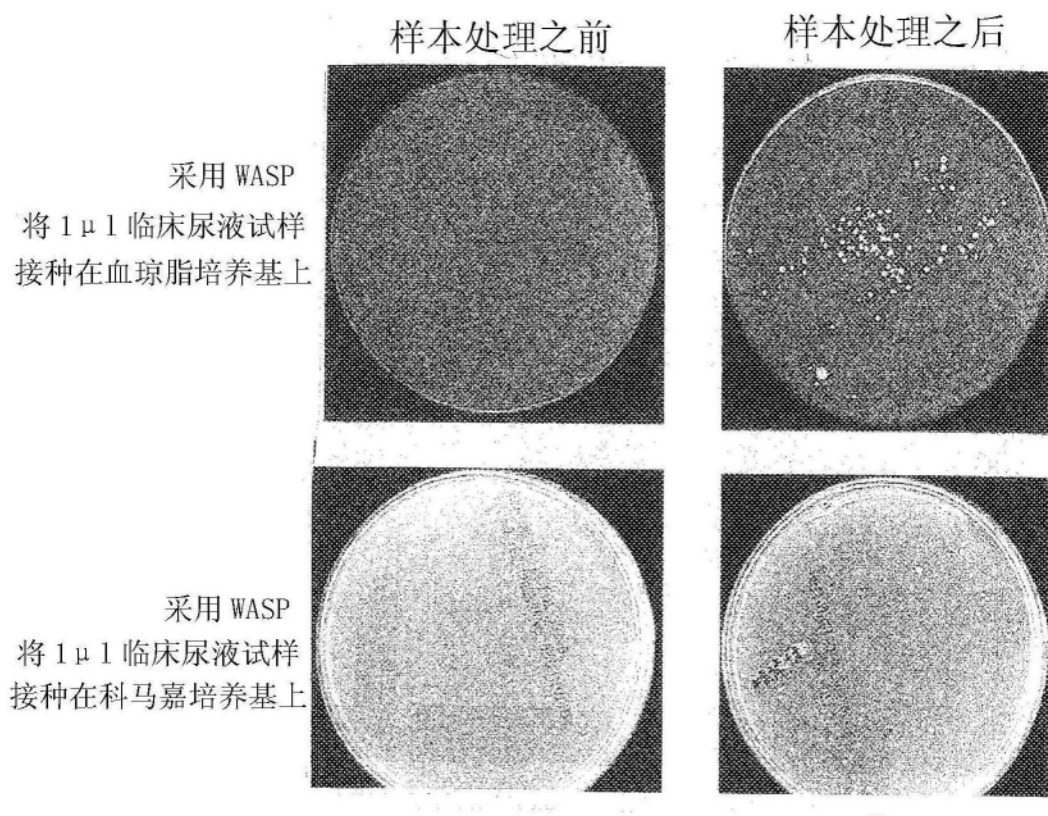 样本处理之前
样本处理之后
采用 WASP
将 1μl 临床尿液试样
接种在血琼脂培养基上
采用 WASP
将 1μl 临床尿液试样
接种在科马嘉培养基上